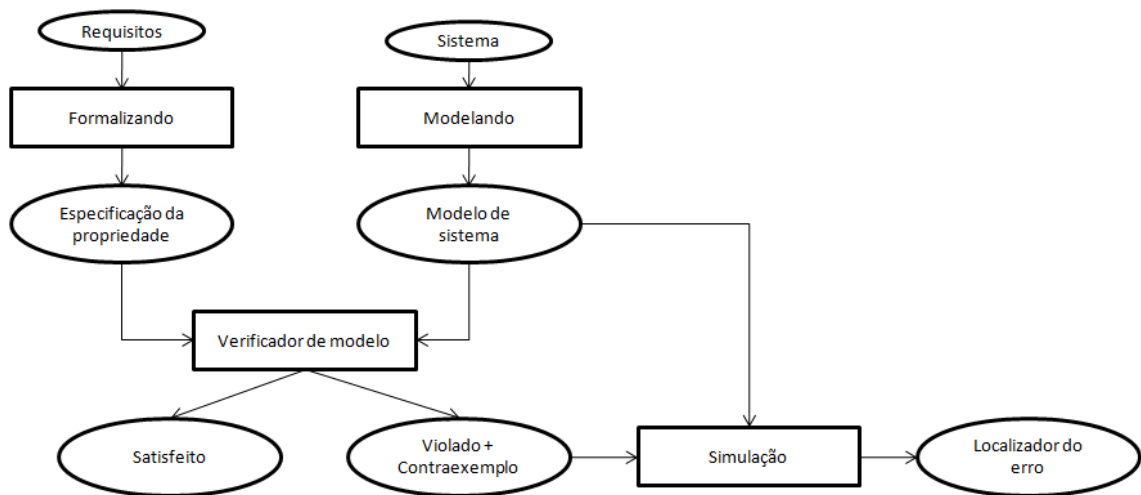 Requisitos
Sistema
Formalizando
Modelando
Especificação da
propriedade
Modelo de
sistema
Verificador de modelo
Satisfeito
Violado +
Contraexemplo
Simulação
Localizador do
erro